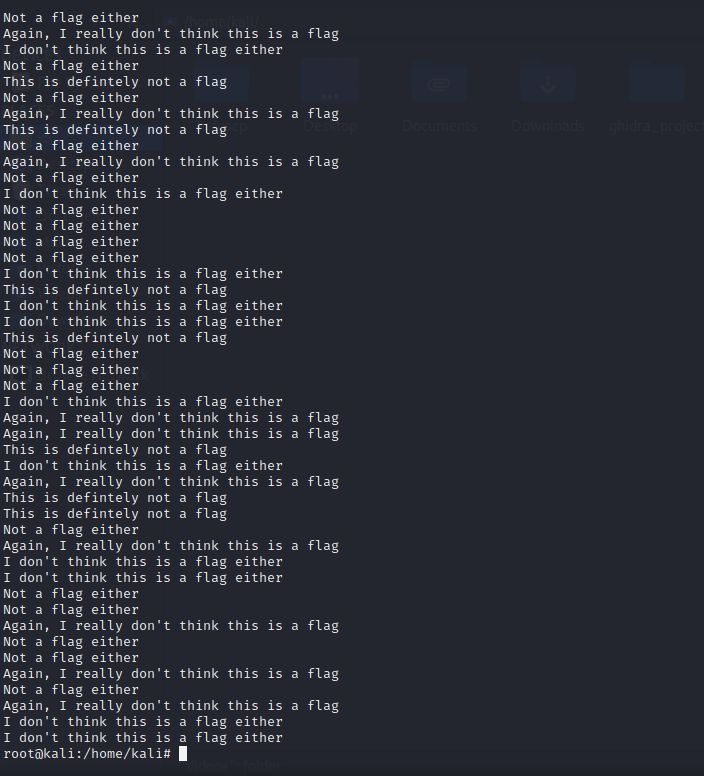 Not a flag either
Again, I really don't think this is a flag
I don't think this is a flag either
Not a flag either
This is defintely not a flag
Not a flag either
Again, I really don't think this is a flag
This is defintely not a flag
Not a flag either
Again, I really don't think this is a flag
Not a flag either
I don't think this is a flag either
Not a flag either
Not a flag either
Not a flag either
Not a flag either
I don't think this is a flag either
This is defintely not a flag
I don't think this is a flag either
I don't think this is a flag either
This is defintely not a flag
Not a flag either
Not a flag either
Not a flag either
I don't think this is a flag either
Again, I really don't think this is a flag
Again, I really don't think this is a flag
This is defintely not a flag
I don't think this is a flag either
Again, I really don't think this is a flag
This is defintely not a flag
This is defintely not a flag
Not a flag either
Again, I really don't think this is a flag
I don't think this is a flag either
I don't think this is a flag either
Not a flag either
Not a flag either
Again, I really don't think this is a flag
Not a flag either
Not a flag either
Again, I really don't think this is a flag
Not a flag either
Again, I really don't think this is a flag
I don't think this is a flag either
I don't think this is a flag either
root@kali:/home/kali#
/home/kali/
Desktop
Documents
Downloads